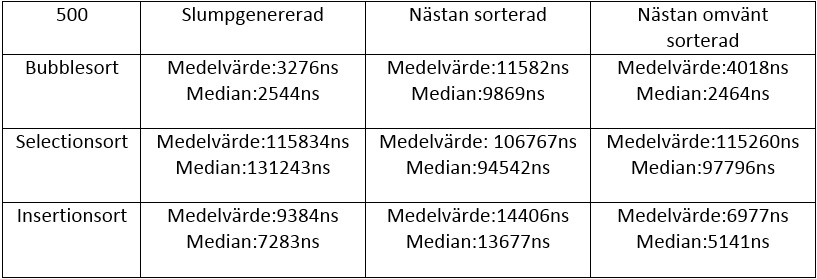 500
Slumpgenererad
Nästan sorterad
Nästan omvänt
sorterad
Bubblesort
Medelvärde:3276ns
Median:2544ns
Medelvärde:11582ns
Median:9869ns
Medelvärde:4018ns
Median:2464ns
Selectionsort
Medelvärde:115834ns
Median:131243ns
Medelvärde: 106767ns
Median:94542ns
Medelvärde:115260ns
Median:97796ns
Insertionsort
Medelvärde:9384ns
Median:7283ns
Medelvärde:14406ns
Median:13677ns
Medelvärde:6977ns
Median:5141ns